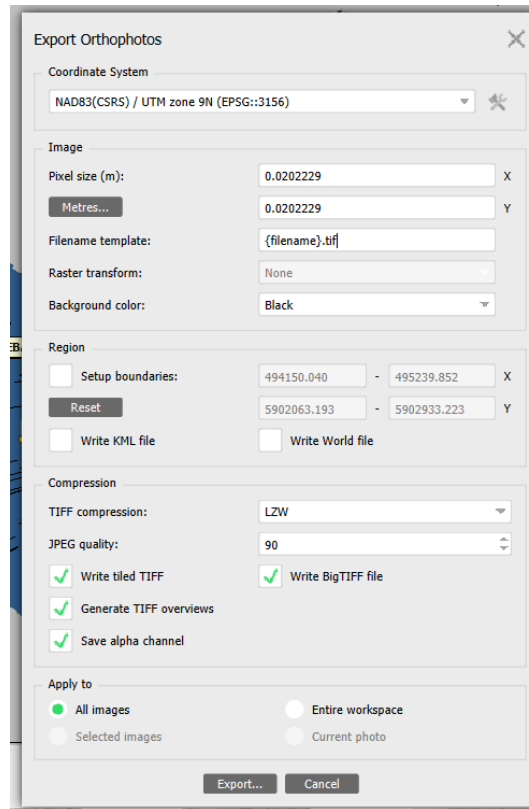 Export Orthophotos
Coordinate System
NAD83(CSRS) / UTM zone 9N (EPSG::3156)
Image
Pixel size (m): 0.0202229 X
Metres... 0.0202229 Y
Filename template: {filename}.tif
Raster transform: None
Background color: Black
Region
Setup boundaries: 494150.040 - 495239.852 X
Reset 5902063.193 - 5902933.223 Y
Write KML file Write World file
Compression
TIFF compression: LZW
JPEG quality: 90
Write tiled TIFF Write BigTIFF file
Generate TIFF overviews
Save alpha channel
Apply to
All images Entire workspace
Selected images Current photo
Export... Cancel